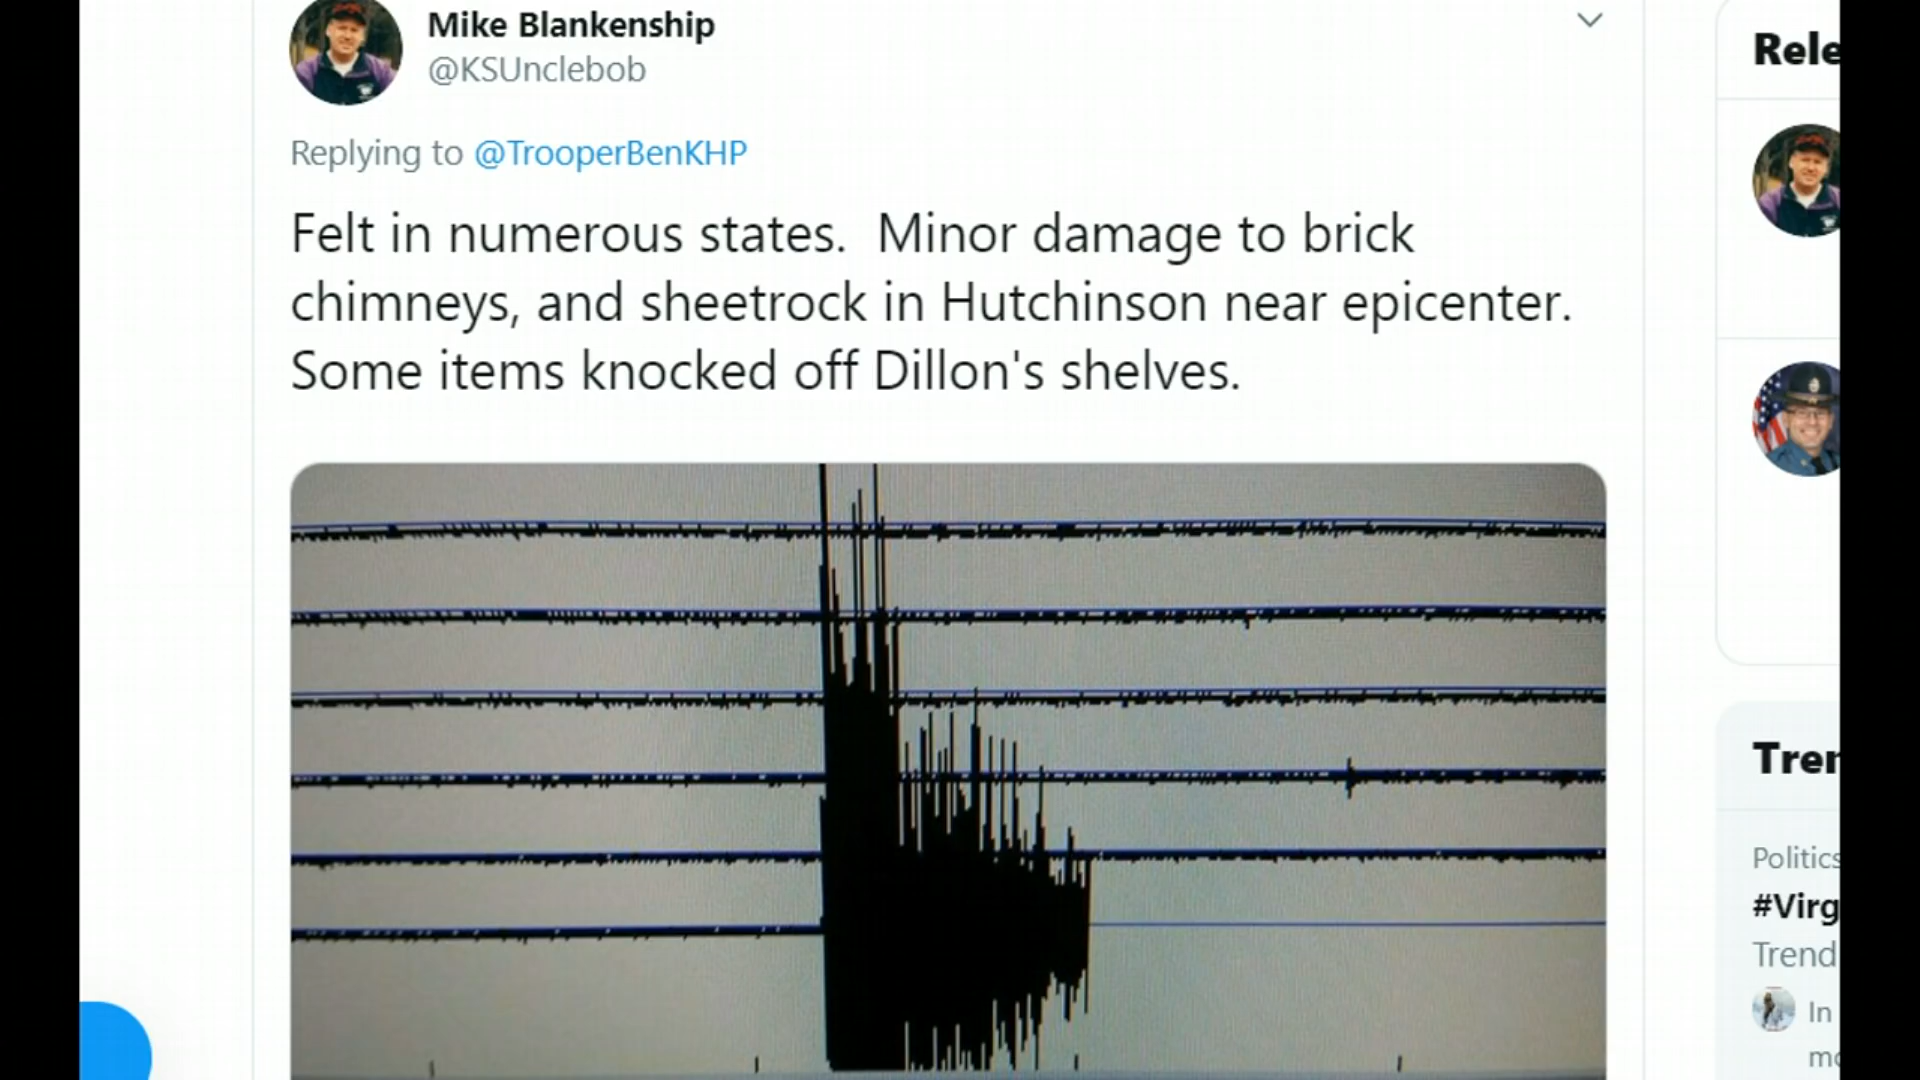 Mike Blankenship
@KSUnclebob
Replying to @TrooperBenKHP
Felt in numerous states.  Minor damage to brick
chimneys, and sheetrock in Hutchinson near epicenter.
Some items knocked off Dillon's shelves.
Rele
Tren
Politics
#Virg
Trend
In
mo